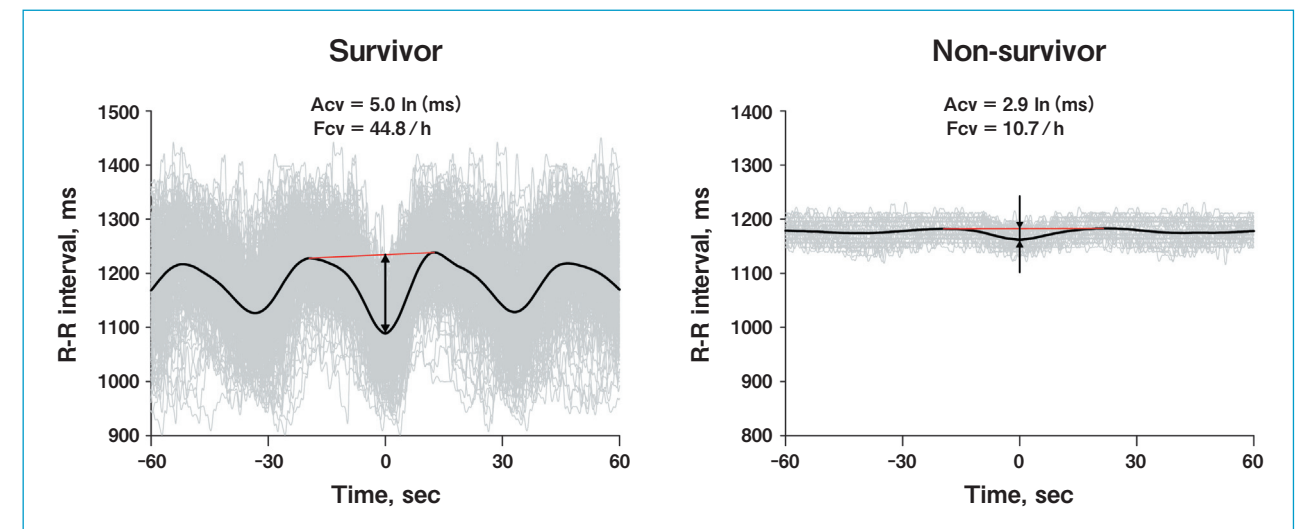 Survivor
Acv = 5.0 ln (ms)
Fcv = 44.8 / h
R-R interval, ms
1500
1400
1300
1200
1100
1000
900
-60
-30
0
30
60
Time, sec
Non-survivor
Acv = 2.9 ln (ms)
Fcv = 10.7 / h
R-R interval, ms
1400
1300
1200
1100
1000
900
800
-60
-30
0
30
60
Time, sec